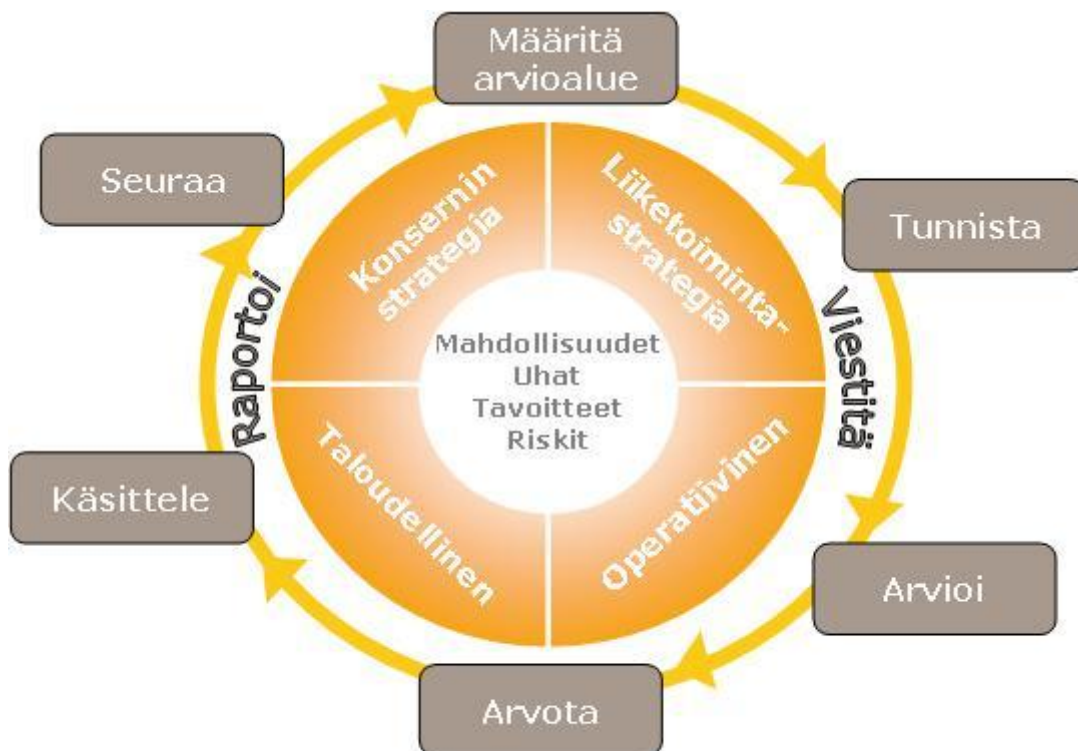 Määritä
arvioalue
Seuraa
Tunnista
Konsernin
strategia
Liiketoiminta-
strategia
Raportoi
Viestitä
Mahdollisuudet
Uhat
Tavoitteet
Riskit
Käsittele
Taloudellinen
Operatiivinen
Arvioi
Arvota